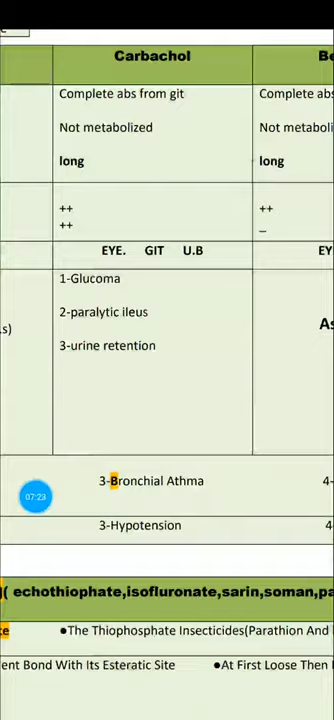 Carbachol Be
Complete abs from git Complete abs
Not metabolized Not metaboli
long long
++ ++
++ _
EYE. GIT U.B EY
1-Glucoma
2-paralytic ileus
.s) As
3-urine retention
3-Bronchial Athma 4-
07:23
3-Hypotension 4
)( echothiophate,isofluronate,sarin,soman,pa
te ●The Thiophosphate Insecticides(Parathion And
ent Bond With Its Esteratic Site ●At First Loose Then